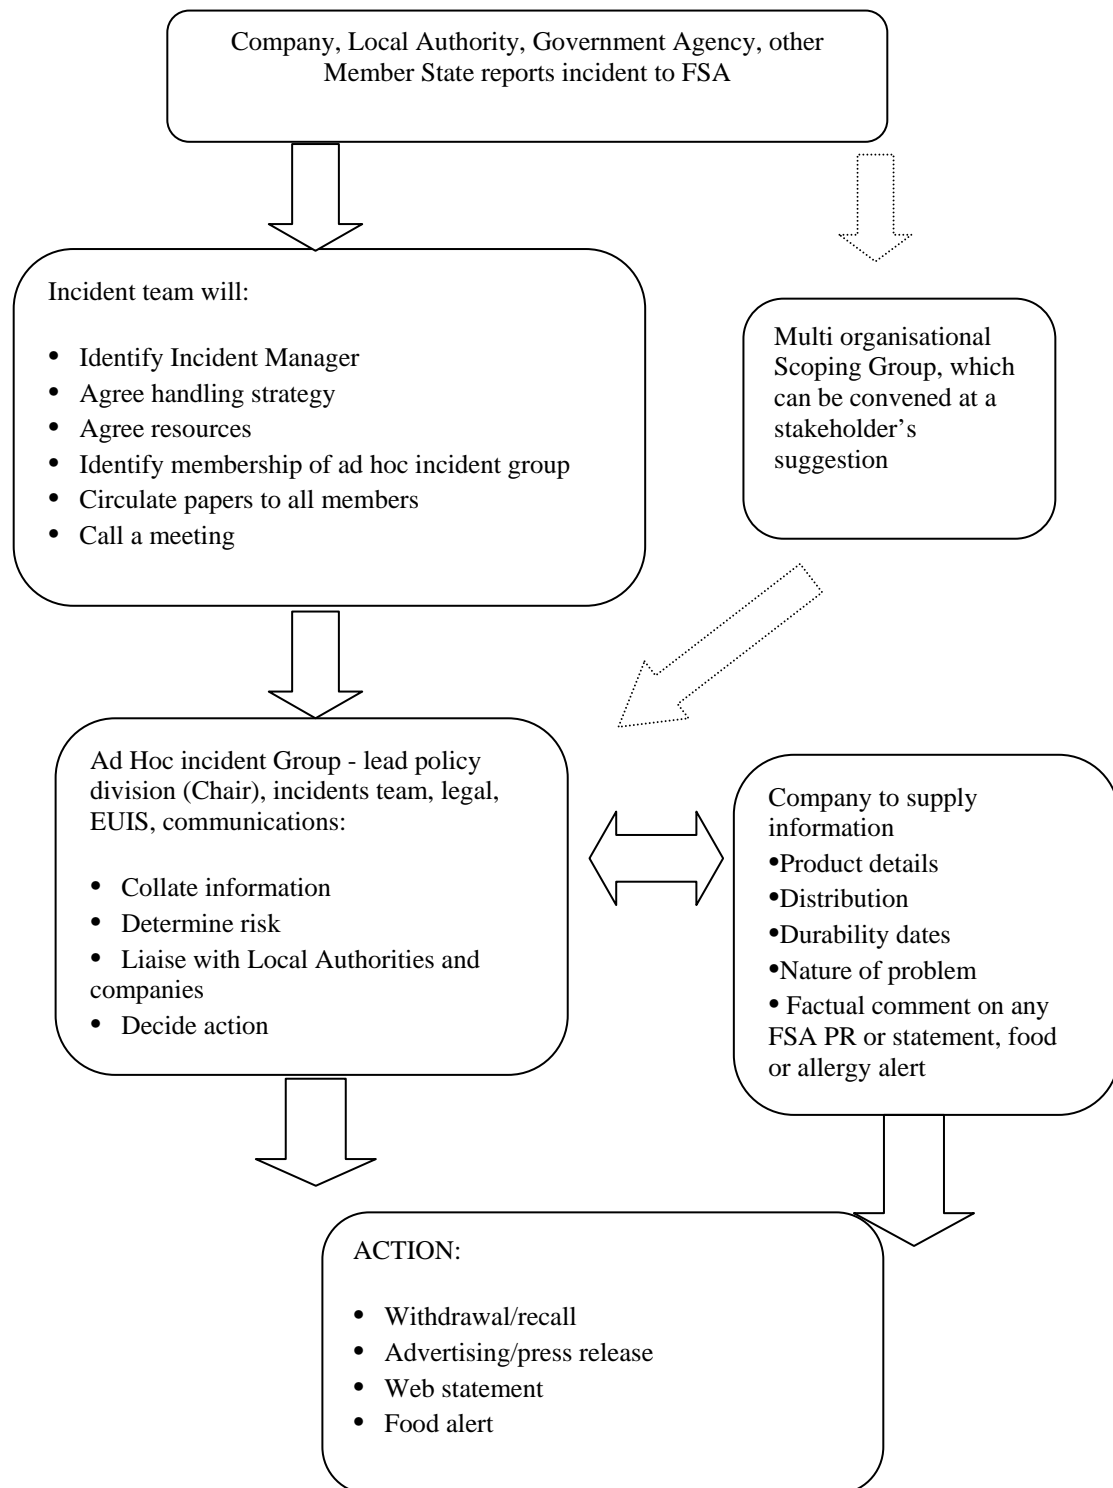 Company, Local Authority, Government Agency, other
Member State reports incident to FSA
Incident team will:
• Identify Incident Manager
• Agree handling strategy
• Agree resources
• Identify membership of ad hoc incident group
• Circulate papers to all members
• Call a meeting
Multi organisational
Scoping Group, which
can be convened at a
stakeholder’s
suggestion
Ad Hoc incident Group - lead policy
division (Chair), incidents team, legal,
EUIS, communications:
• Collate information
• Determine risk
• Liaise with Local Authorities and
companies
• Decide action
Company to supply
information
•Product details
•Distribution
•Durability dates
•Nature of problem
• Factual comment on any
FSA PR or statement, food
or allergy alert
ACTION:
• Withdrawal/recall
• Advertising/press release
• Web statement
• Food alert